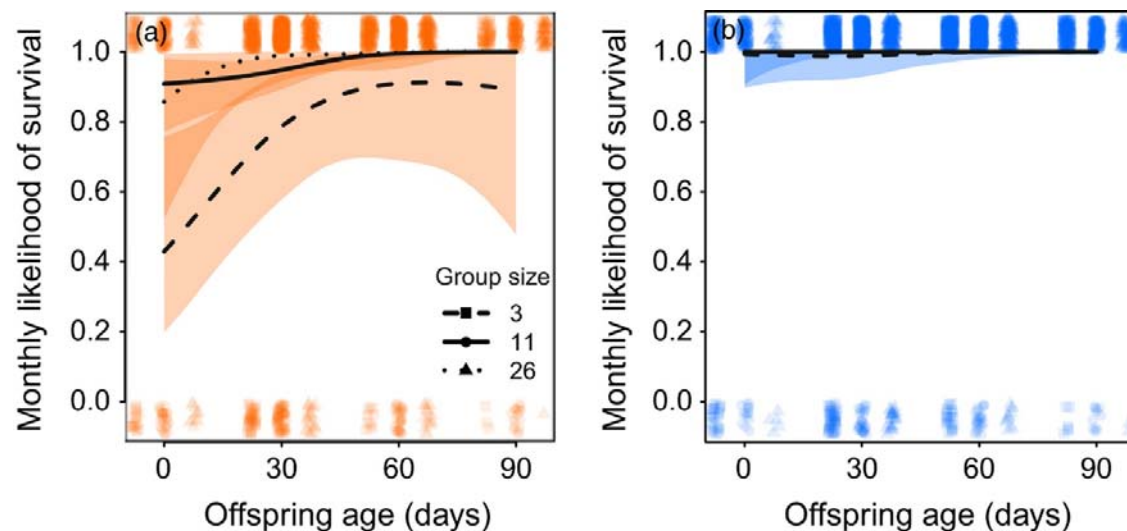 (a)
Monthly likelihood of survival
1.0
0.8
0.6
0.4
0.2
0.0
Group size
3
11
26
0 30 60 90
Offspring age (days)
(b)
Monthly likelihood of survival
1.0
0.8
0.6
0.4
0.2
0.0
0 30 60 90
Offspring age (days)